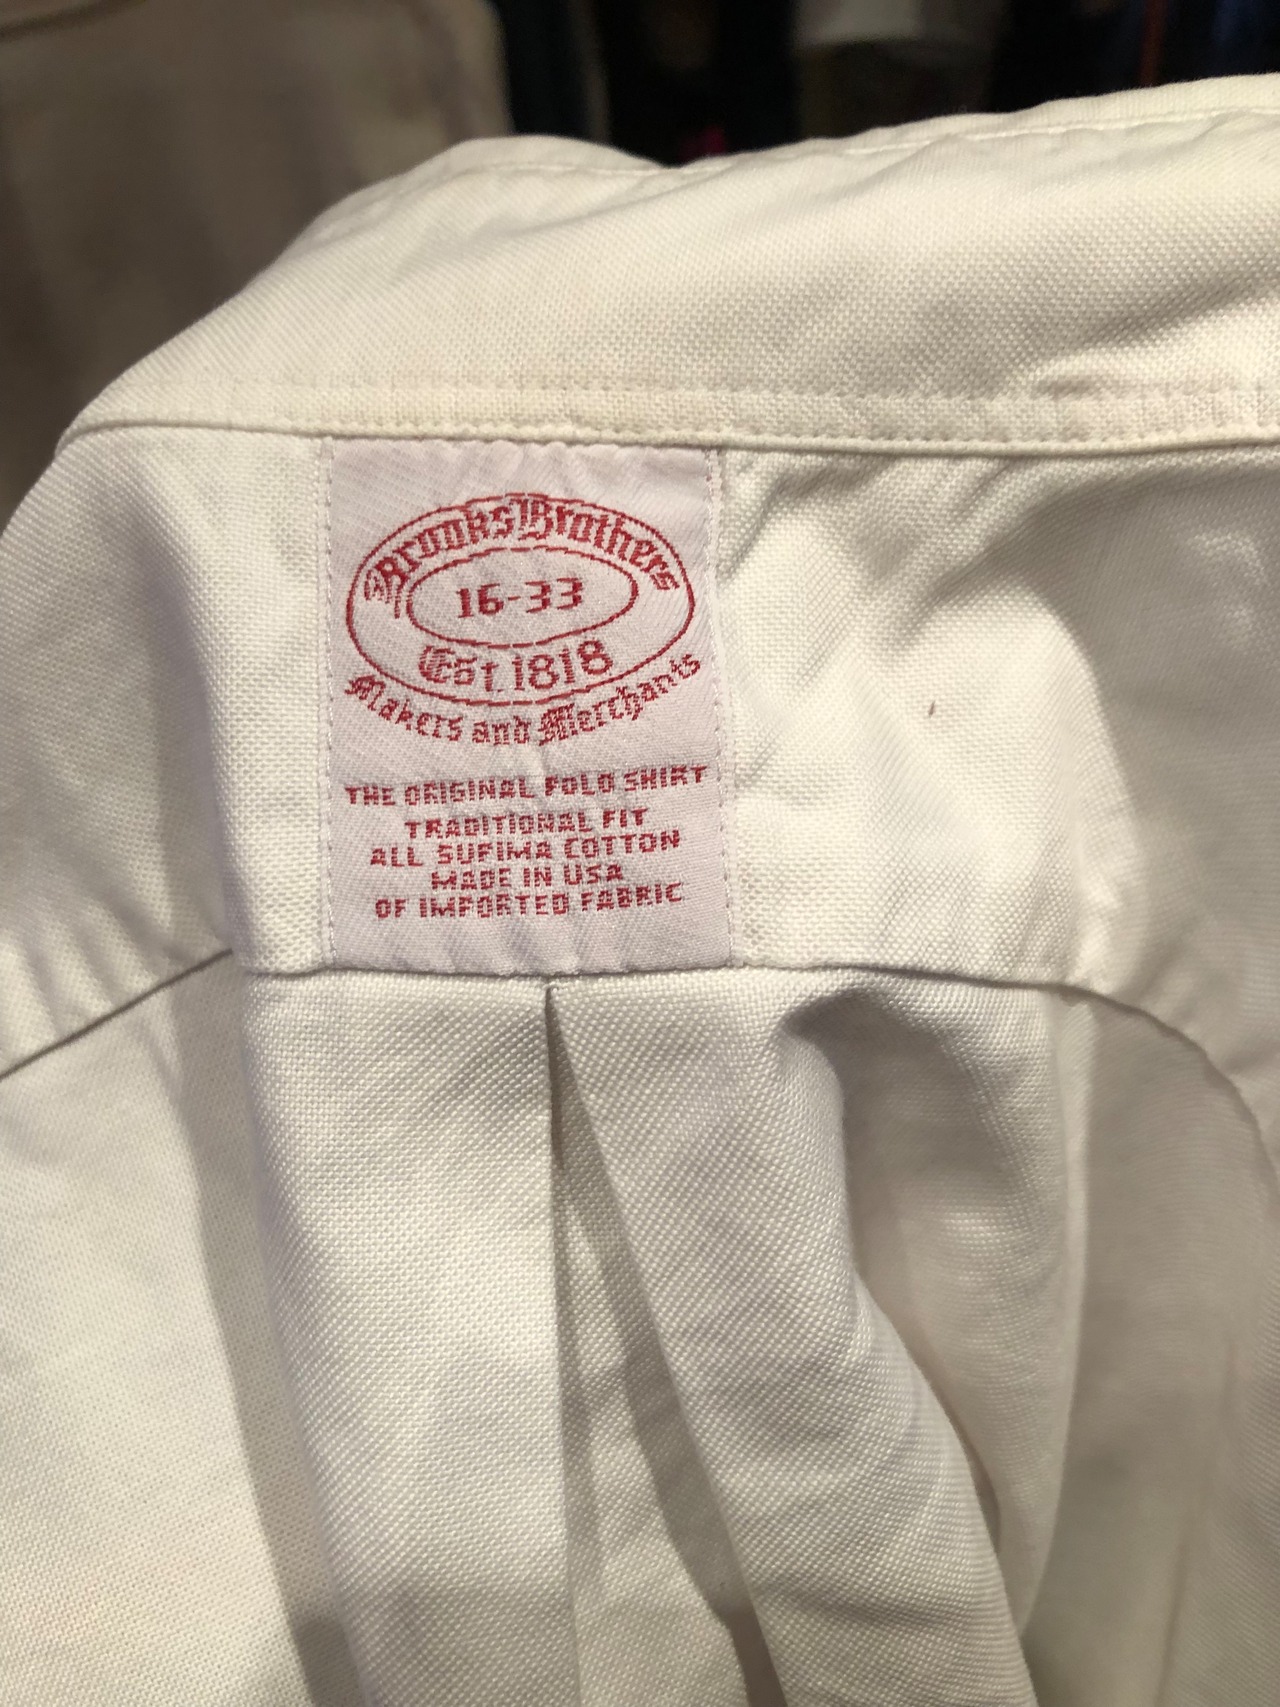 Brooks Brothers
16-33
Est. 1818
Makers and Merchants
THE ORIGINAL POLO SHIRT
TRADITIONAL FIT
ALL SUPIMA COTTON
MADE IN USA
OF IMPORTED FABRIC